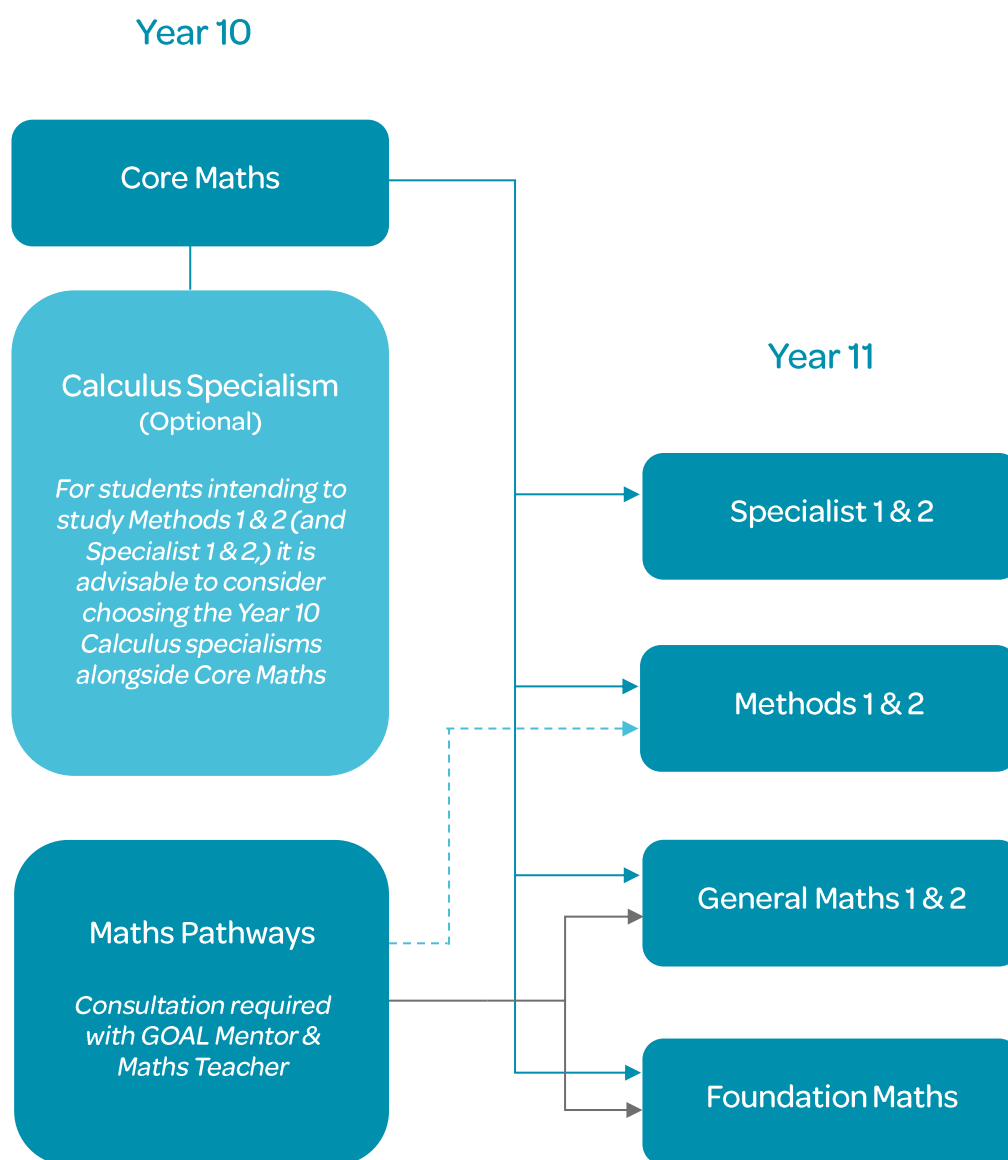 Year 10
Core Maths
Calculus Specialism
(Optional)
For students intending to
study Methods 1 & 2 (and
Specialist 1 & 2,) it is
advisable to consider
choosing the Year 10
Calculus specialisms
alongside Core Maths
Maths Pathways
Consultation required
with GOAL Mentor &
Maths Teacher
Year 11
Specialist 1 & 2
Methods 1 & 2
General Maths 1 & 2
Foundation Maths